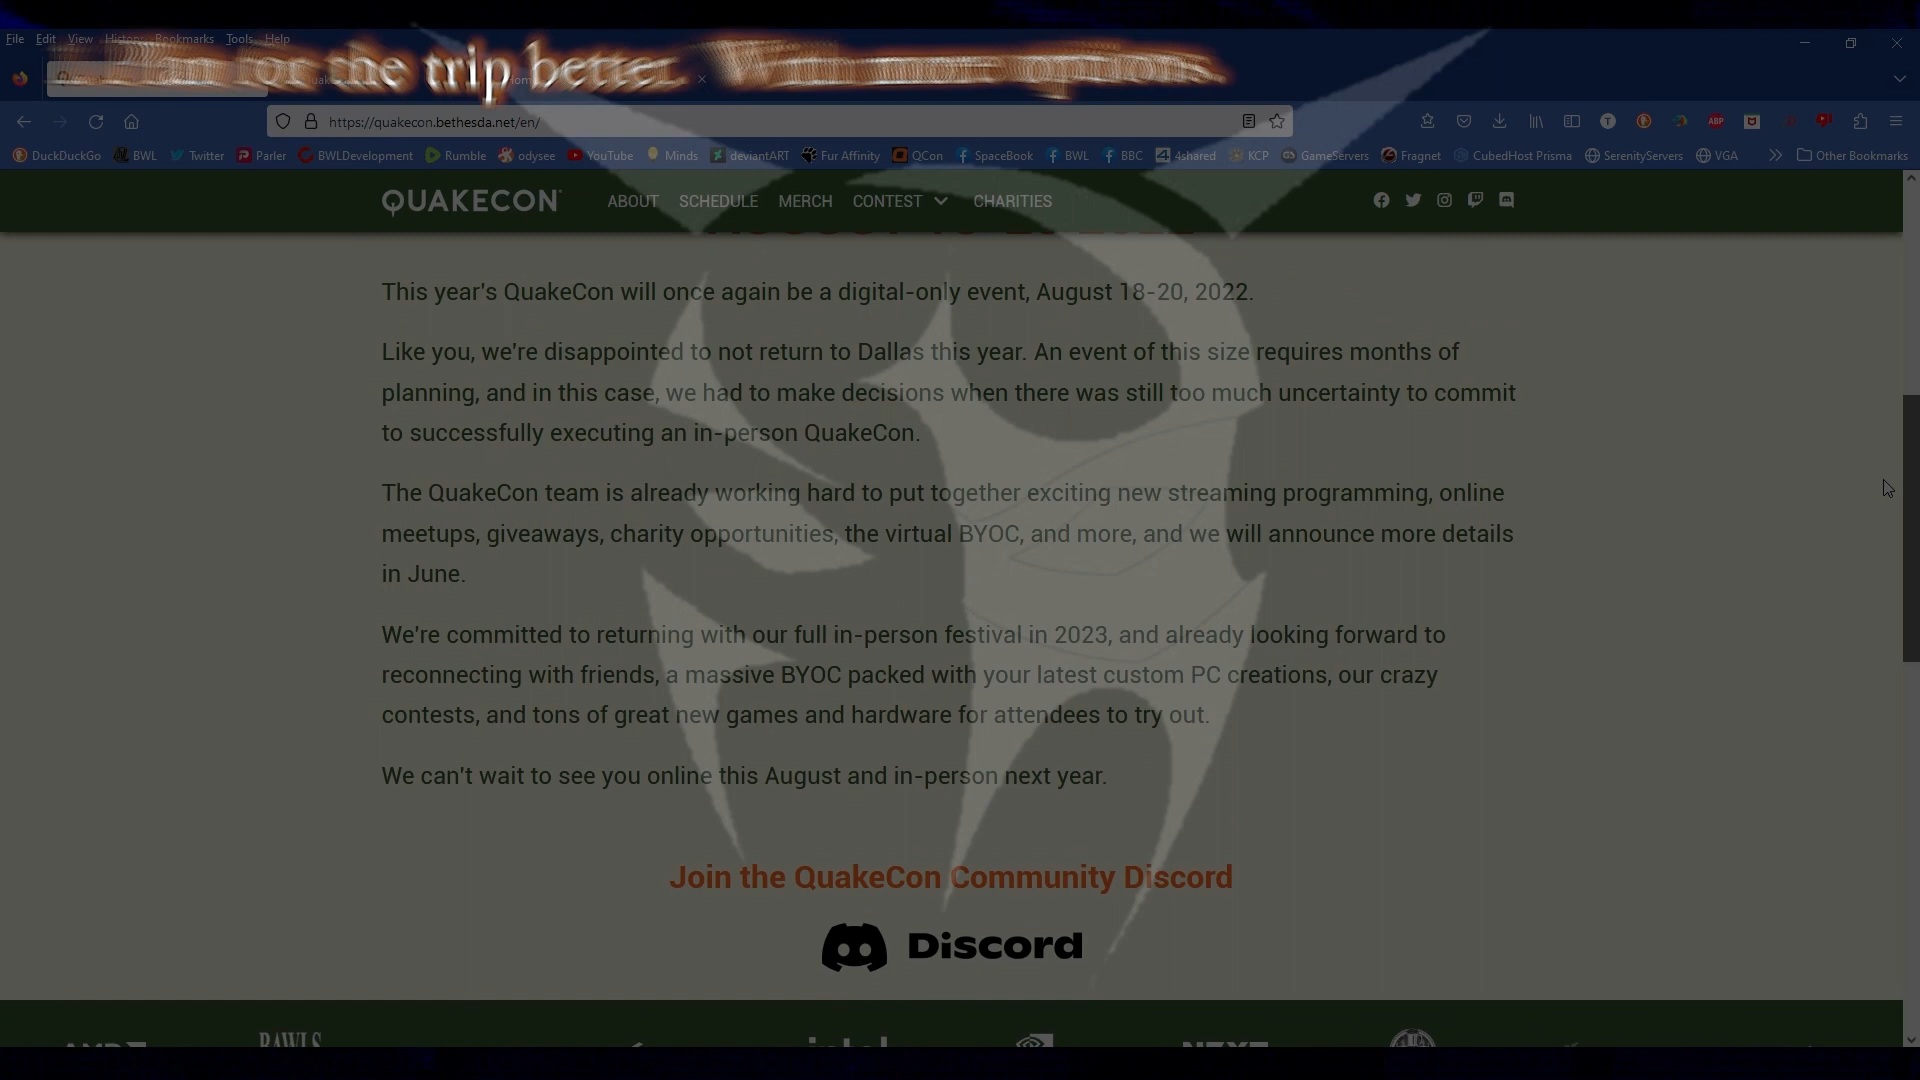 File Edit View History Bookmarks Tools Help
for the trip better
https://quakecon.bethesda.net/en/
DuckDuckGo BWL Twitter Parler BWLDevelopment Rumble odysee YouTube Minds deviantART Fur Affinity QCon SpaceBook BWL BBC 4shared KCP GameServers Fragnet CubedHost Prisma SerenityServers VGA Other Bookmarks
QUAKECON ABOUT SCHEDULE MERCH CONTEST CHARITIES
This year's QuakeCon will once again be a digital-only event, August 18-20, 2022.
Like you, we're disappointed to not return to Dallas this year. An event of this size requires months of
planning, and in this case, we had to make decisions when there was still too much uncertainty to commit
to successfully executing an in-person QuakeCon.
The QuakeCon team is already working hard to put together exciting new streaming programming, online
meetups, giveaways, charity opportunities, the virtual BYOC, and more, and we will announce more details
in June.
We're committed to returning with our full in-person festival in 2023, and already looking forward to
reconnecting with friends, a massive BYOC packed with your latest custom PC creations, our crazy
contests, and tons of great new games and hardware for attendees to try out.
We can't wait to see you online this August and in-person next year.
Join the QuakeCon Community Discord
Discord
BAWLS intel